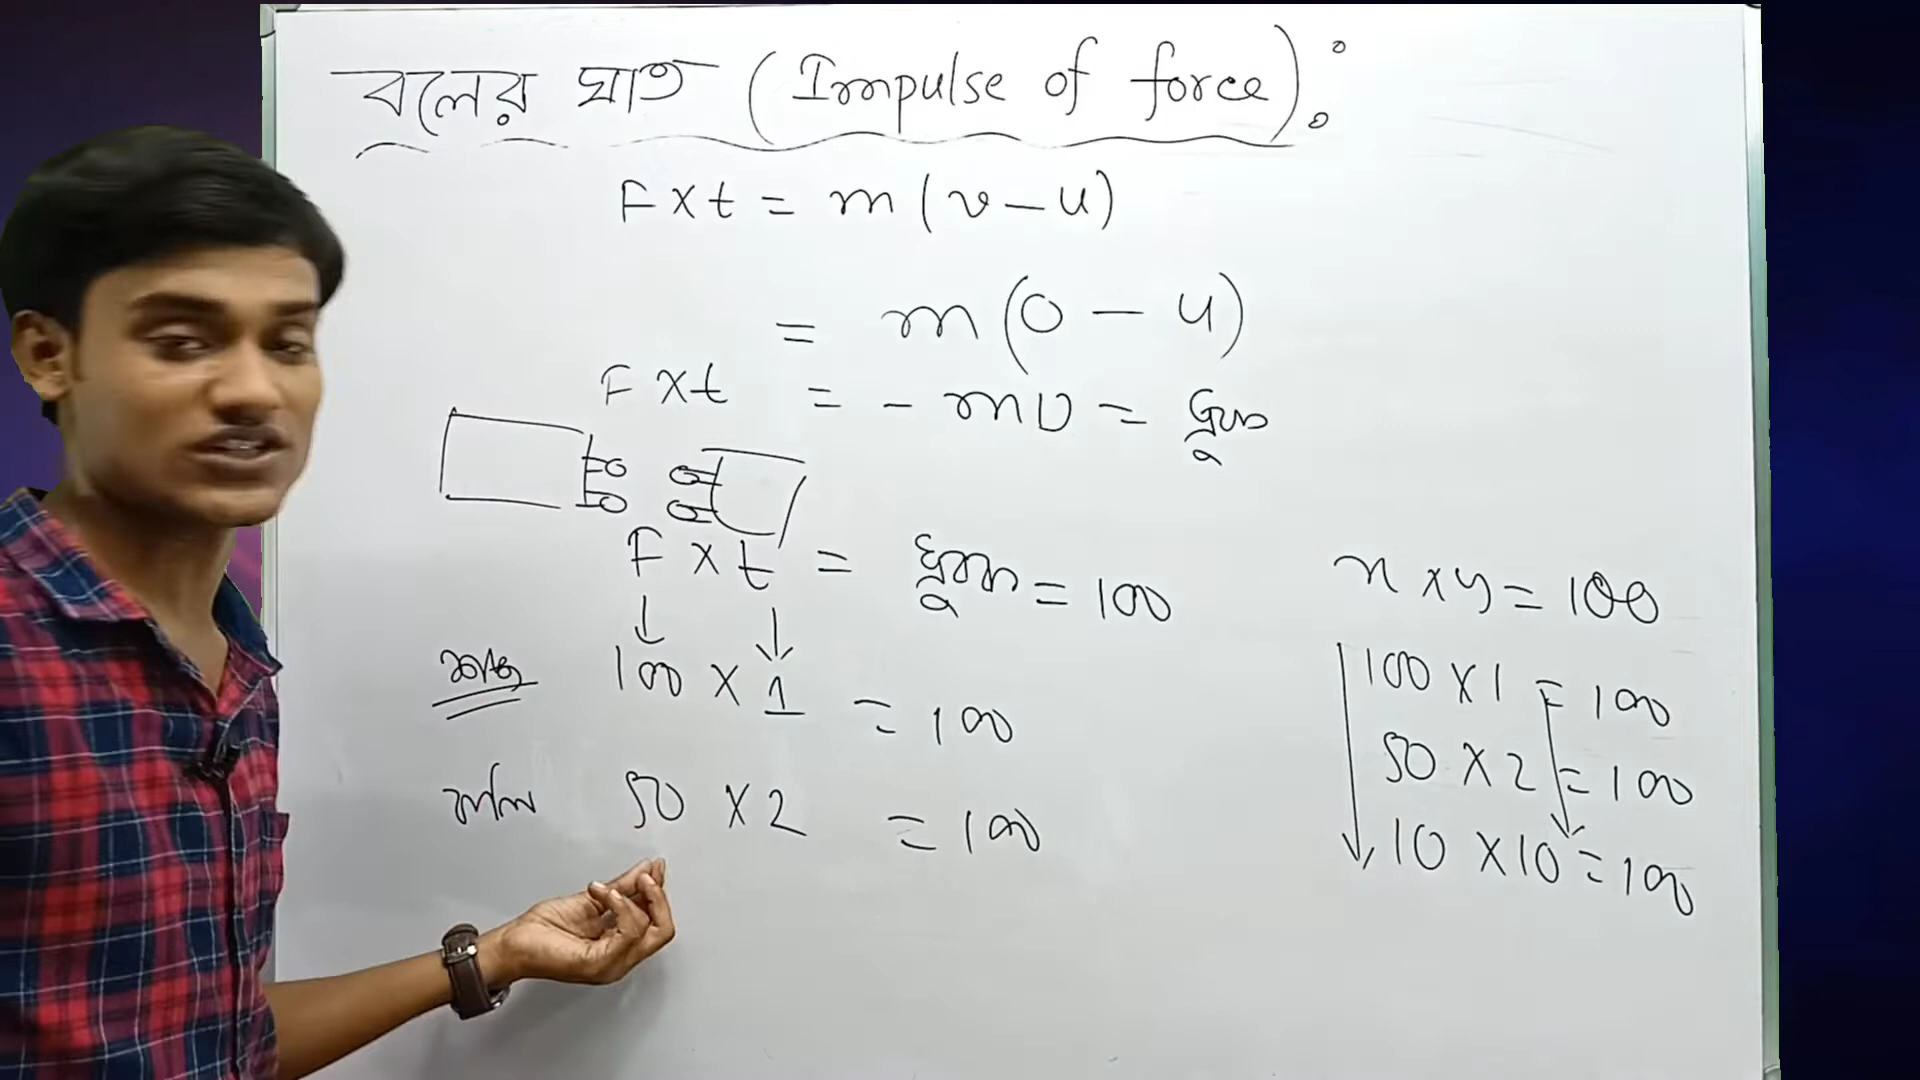 বলের ঘাত (Impulse of force):
F x t = m (v - u)
= m (0 - u)
F x t = - m u = ধ্রুবক
F x t = ধ্রুবক = 100
100 x 1 = 100
50 x 2 = 100
x x y = 100
100 x 1 = 100
50 x 2 = 100
10 x 10 = 100